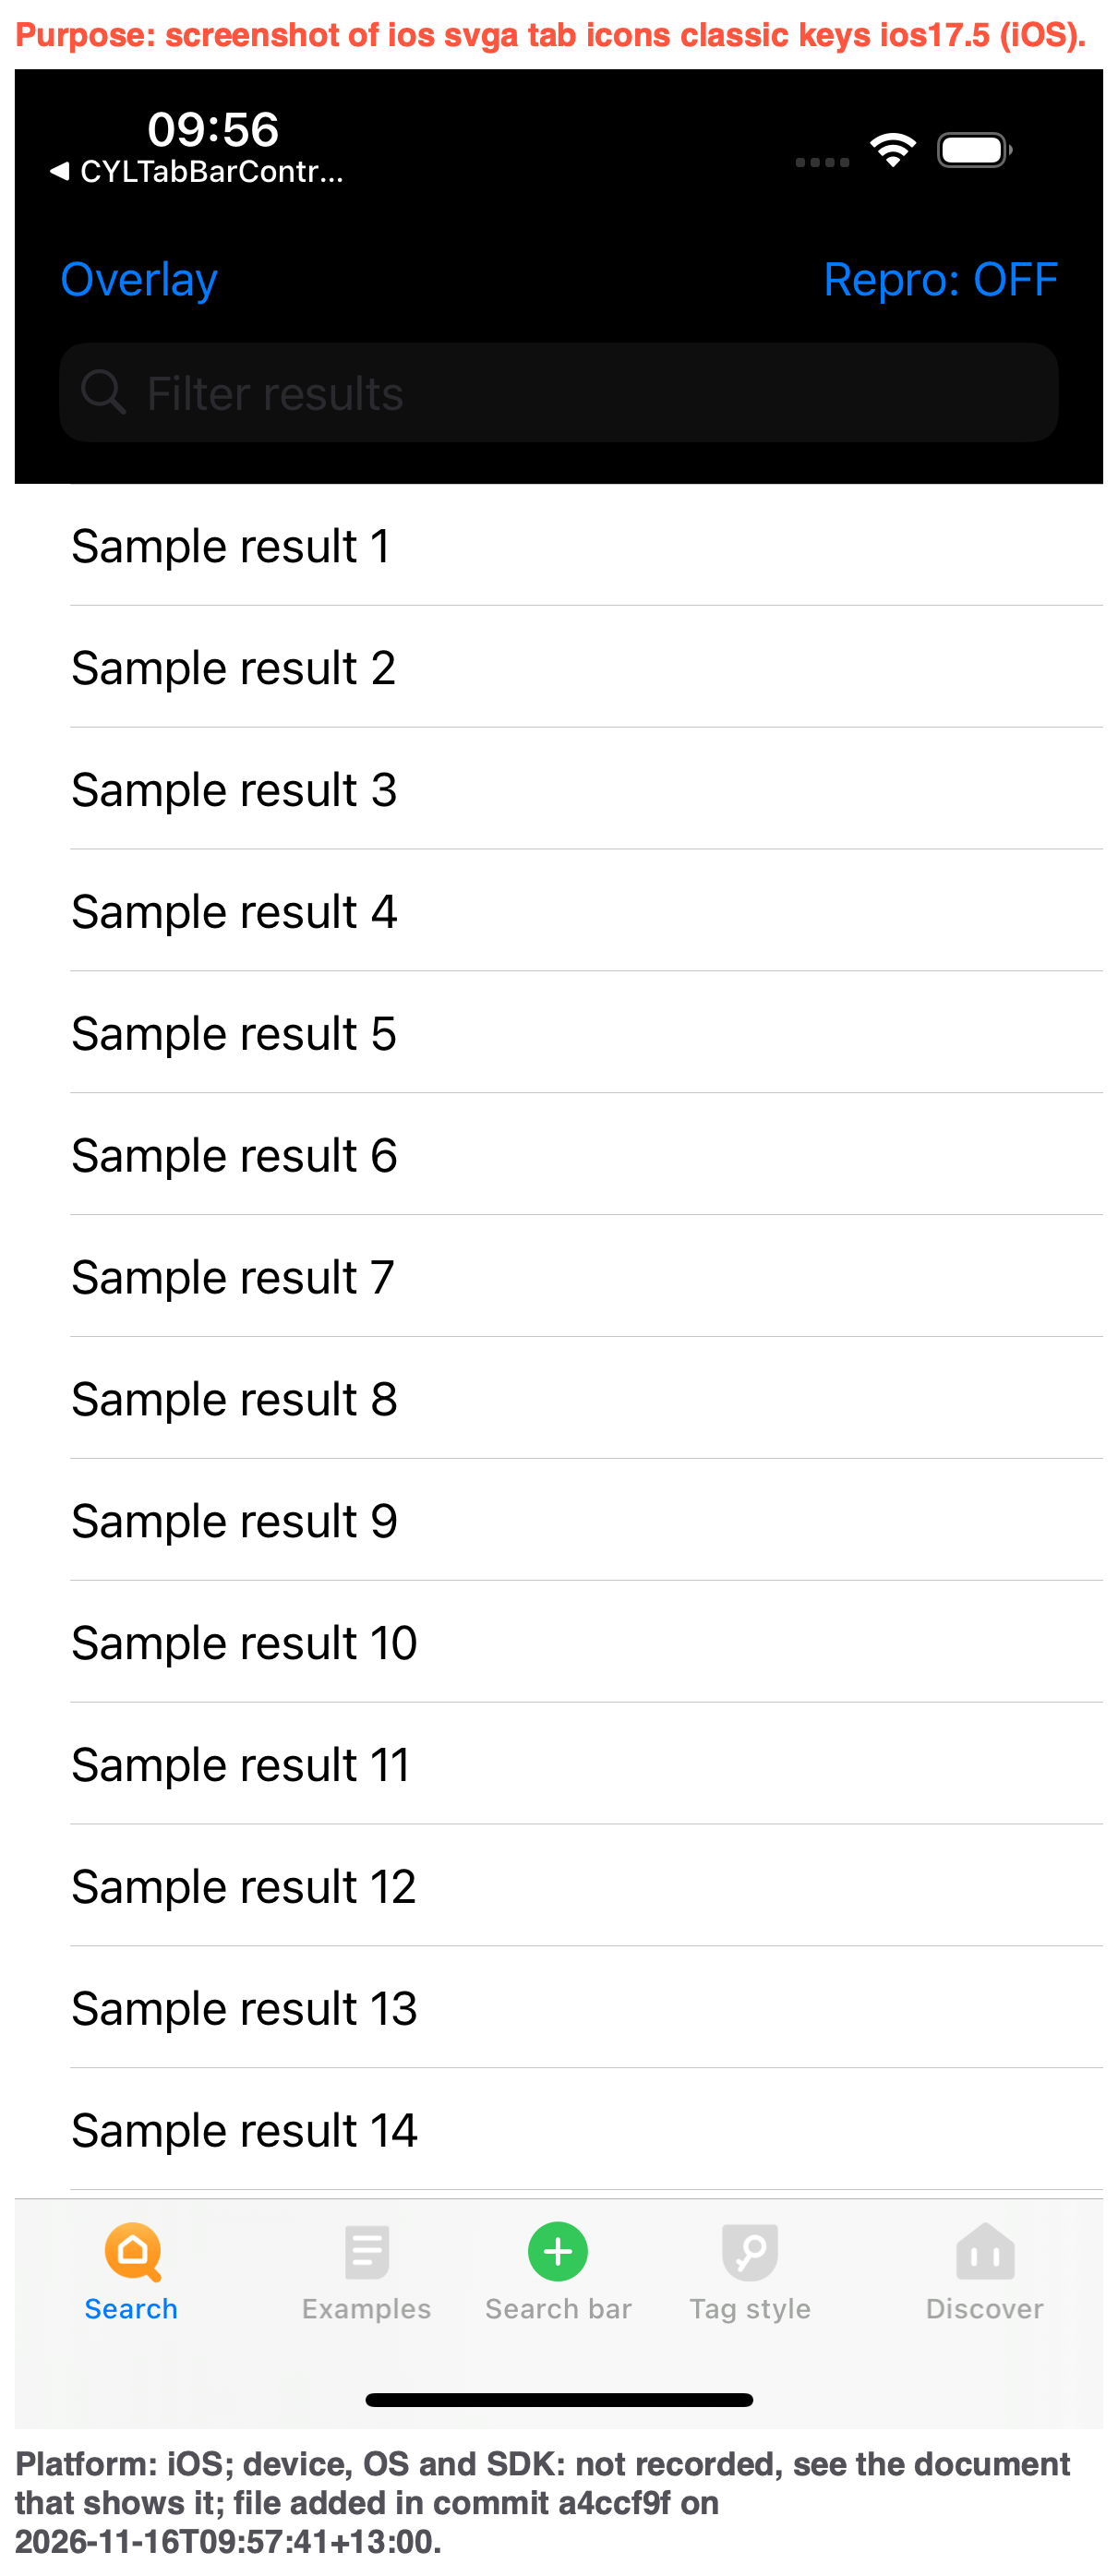 Purpose: screenshot of ios svga tab icons classic keys ios17.5 (iOS).
09:56
◀ CYLTabBarContr...
Overlay
Repro: OFF
Filter results
Sample result 1
Sample result 2
Sample result 3
Sample result 4
Sample result 5
Sample result 6
Sample result 7
Sample result 8
Sample result 9
Sample result 10
Sample result 11
Sample result 12
Sample result 13
Sample result 14
Search
Examples
Search bar
Tag style
Discover
Platform: iOS; device, OS and SDK: not recorded, see the document
that shows it; file added in commit a4ccf9f on
2026-11-16T09:57:41+13:00.